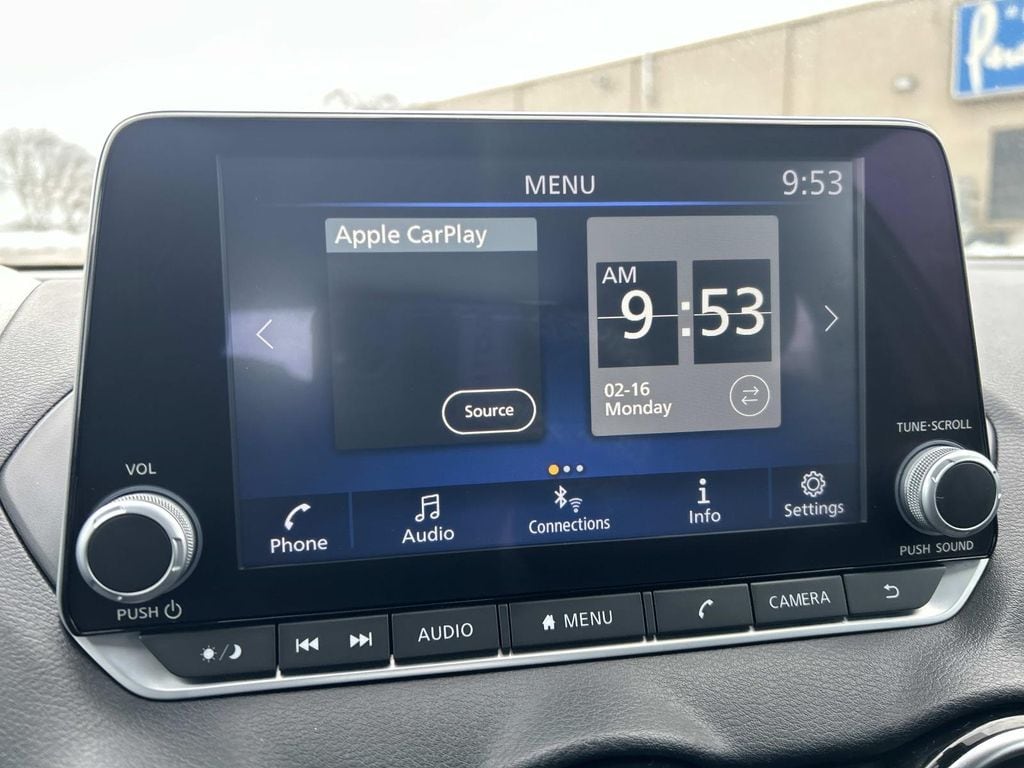 MENU
9:53
Apple CarPlay
Source
AM
9:53
02-16
Monday
Phone
Audio
Connections
Info
Settings
VOL
PUSH
TUNE·SCROLL
PUSH SOUND
AUDIO
MENU
CAMERA